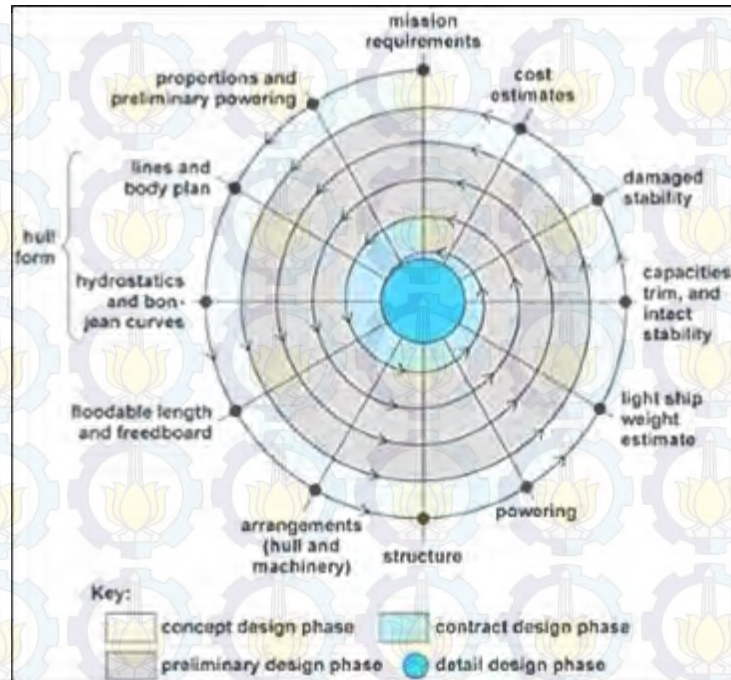 mission
requirements
cost
estimates
proportions and
preliminary powering
lines and
body plan
damaged
stability
hull
form
hydrostatics
and bon-
jean curves
capacities
trim, and
intact
stability
floodable length
and freedboard
light ship
weight
estimate
arrangements
(hull and
machinery)
structure
powering
Key:
concept design phase
contract design phase
preliminary design phase
detail design phase